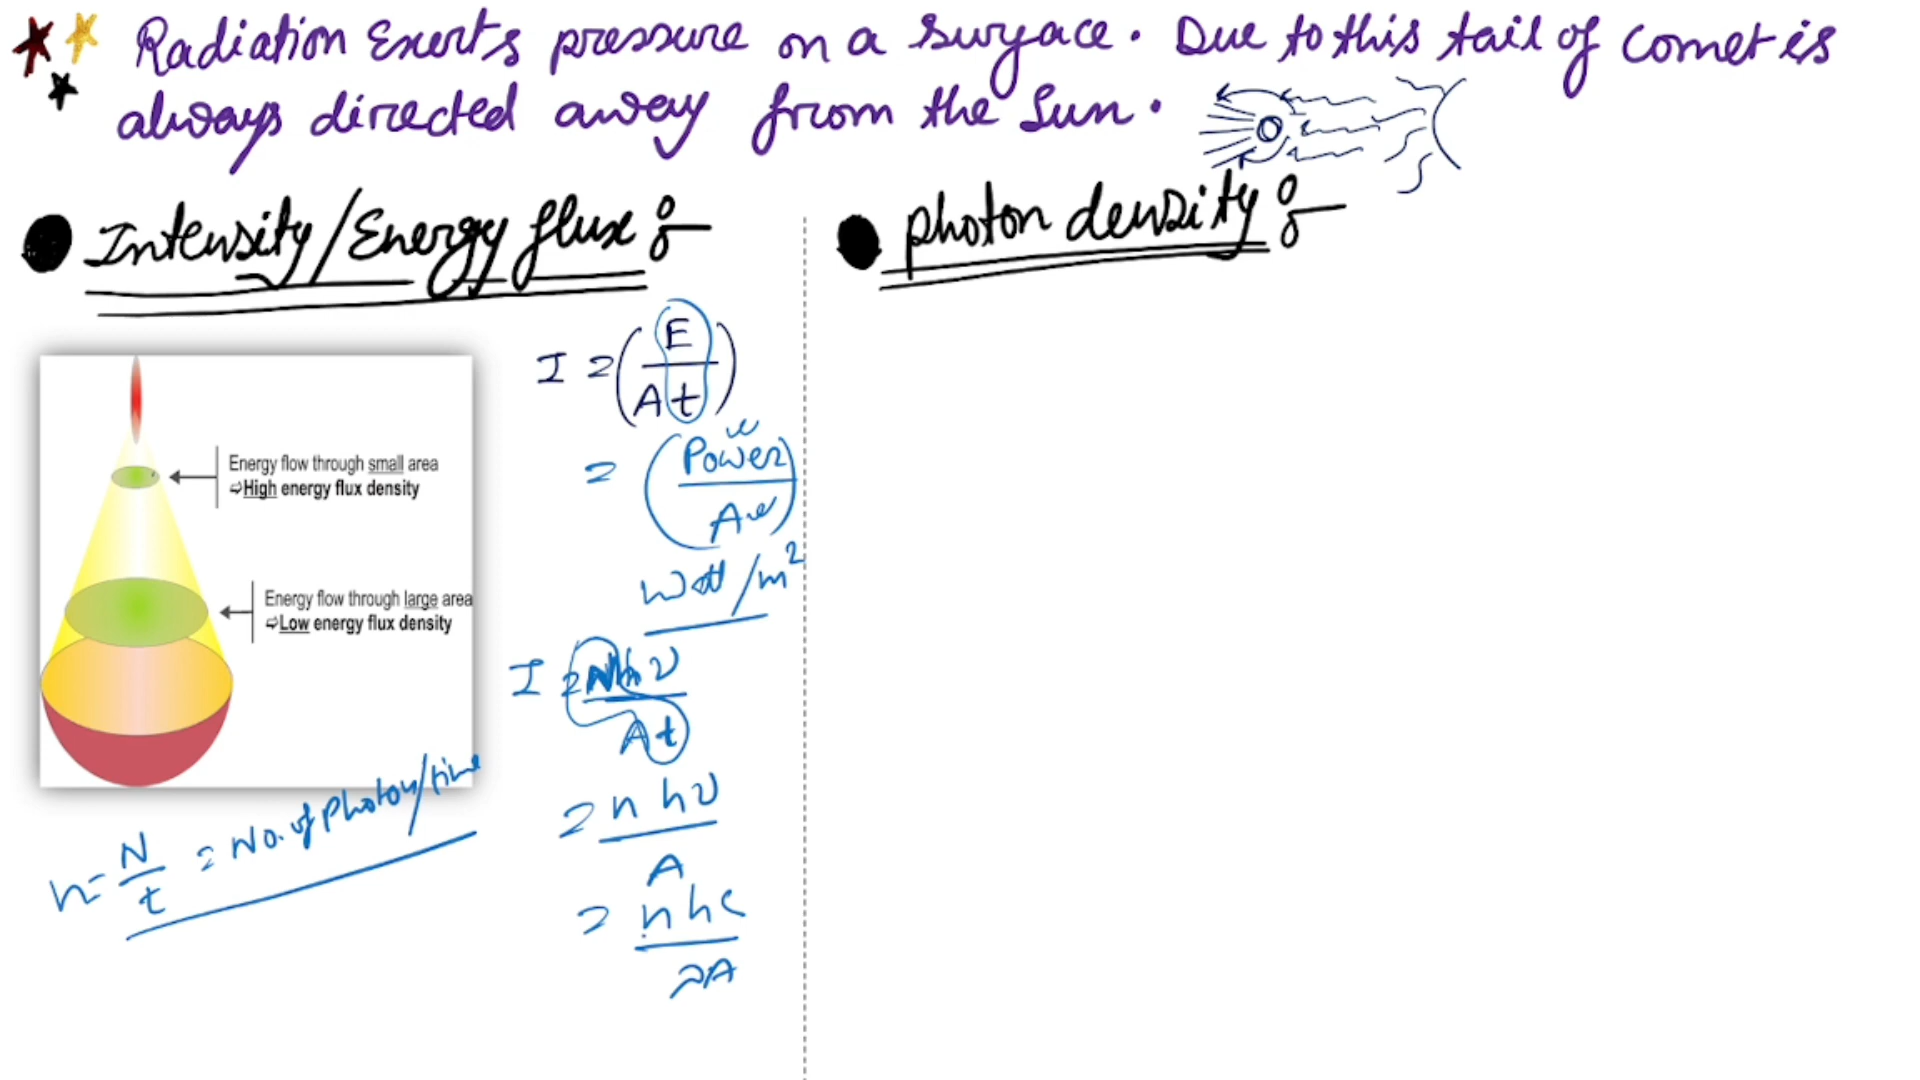 Radiation Exerts pressure on a surface. Due to this tail of comet is
always directed away from the Sun.
Intensity/Energy flux :-
I = (E / At)
= (Power / A)
Watt/m²
I = Nhν / At
= n hν / A
= nhc / λA
Energy flow through small area
⇨High energy flux density
Energy flow through large area
⇨Low energy flux density
n = N/t = No. of photon/time
Photon density :-